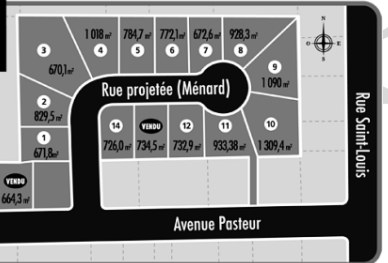 N
O E
S
1 018 m² 784,7 m² 772,1 m² 672,6 m² 928,3 m²
3 4 5 6 7 8
670,1 m²
9
1 090 m²
Rue projetée (Ménard)
2
829,5 m²
1
671,8 m²
14 VENDU 12 11 10
726,0 m² 734,5 m² 732,9 m² 933,38 m² 1 309,4 m²
VENDU
664,3 m²
Rue Saint-Louis
Avenue Pasteur